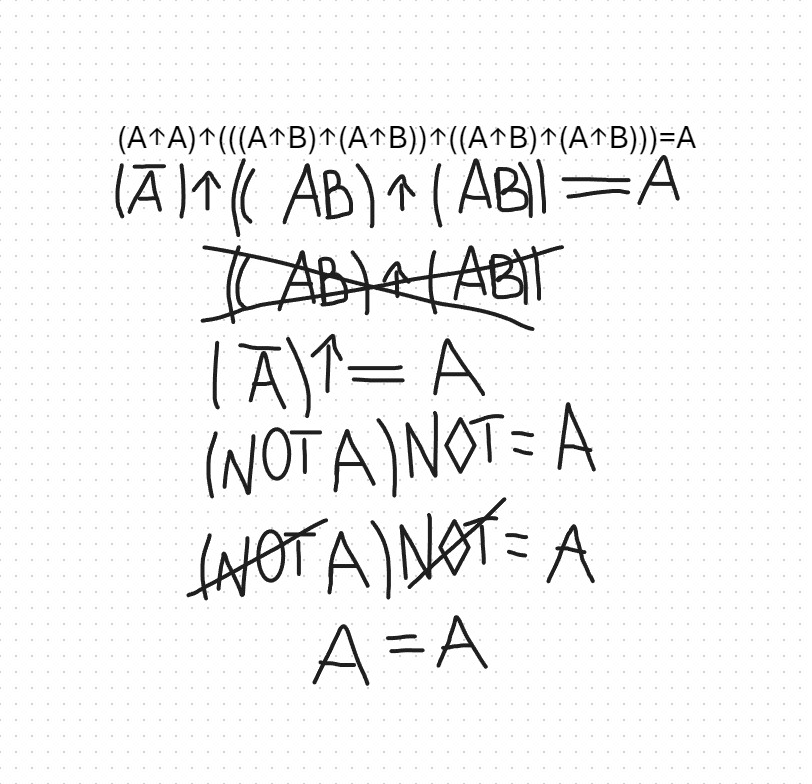 (A↑A)↑(((A↑B)↑(A↑B))↑((A↑B)↑(A↑B)))=A
(A̅)↑(( AB)↑(AB))=A
(( AB)↑(AB))
(A̅)↑=A
(NOT A)NOT=A
(NOT A)NOT=A
A=A